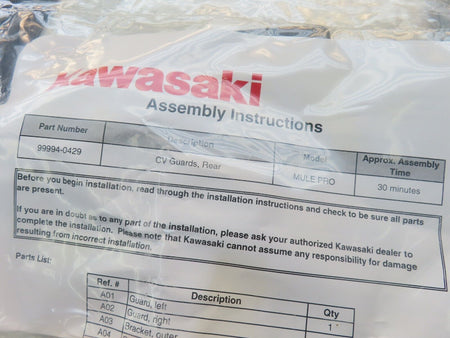 Kawasaki
Assembly Instructions
Part Number Description Model Approx. Assembly Time
99994-0429 CV Guards, Rear MULE PRO 30 minutes
Before you begin installation, read through the installation instructions and check to be sure all parts
are present.
If you are in doubt as to any part of the installation, please ask your authorized Kawasaki dealer to
complete the installation. Please note that Kawasaki cannot assume any responsibility for damage
resulting from incorrect installation.
Parts List:
Ref. # Description Qty
A01 Guard, left 1
A02 Guard, right
A03 Bracket, outer
A04